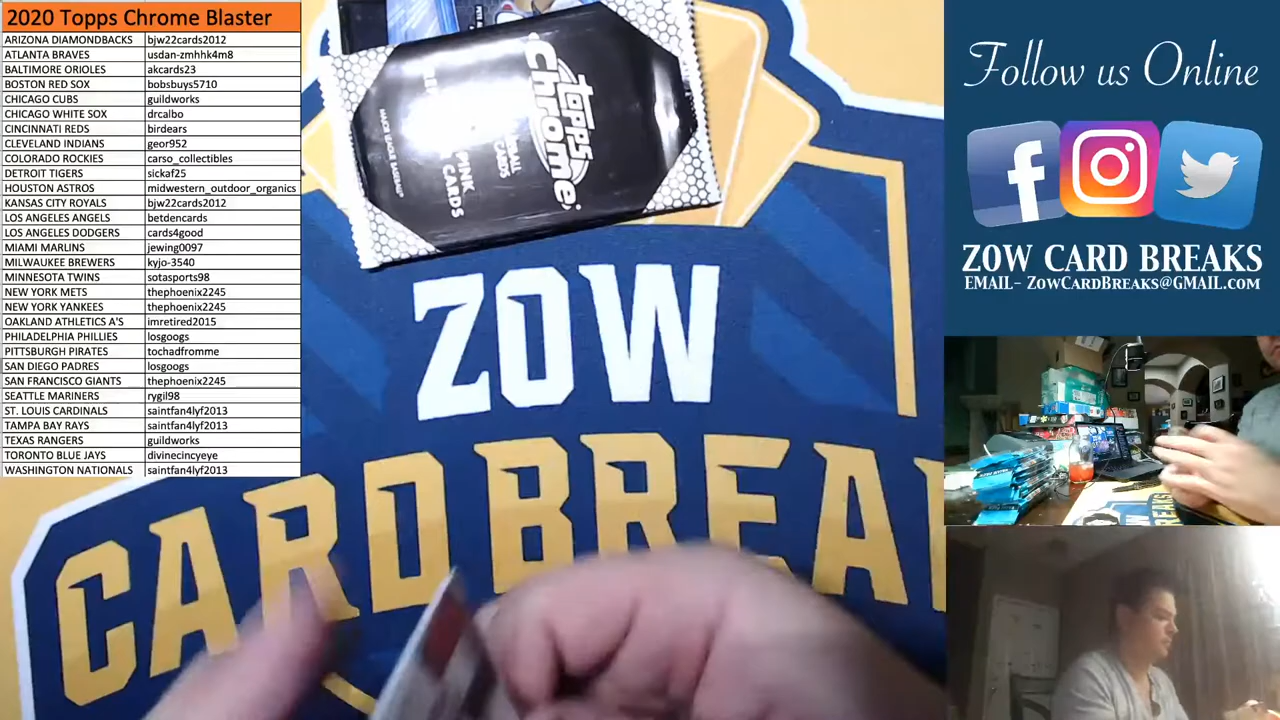 2020 Topps Chrome Blaster
ARIZONA DIAMONDBACKS bjw22cards2012
ATLANTA BRAVES usdan-zmhhk4m8
BALTIMORE ORIOLES akcards23
BOSTON RED SOX bobsbuys5710
CHICAGO CUBS guildworks
CHICAGO WHITE SOX drcalbo
CINCINNATI REDS birdears
CLEVELAND INDIANS geor952
COLORADO ROCKIES carso_collectibles
DETROIT TIGERS sickaf25
HOUSTON ASTROS midwestern_outdoor_organics
KANSAS CITY ROYALS bjw22cards2012
LOS ANGELES ANGELS betdencards
LOS ANGELES DODGERS cards4good
MIAMI MARLINS jewing0097
MILWAUKEE BREWERS kyjo-3540
MINNESOTA TWINS sotasports98
NEW YORK METS thephoenix2245
NEW YORK YANKEES thephoenix2245
OAKLAND ATHLETICS A'S imretired2015
PHILADELPHIA PHILLIES losgoogs
PITTSBURGH PIRATES tochadfromme
SAN DIEGO PADRES losgoogs
SAN FRANCISCO GIANTS thephoenix2245
SEATTLE MARINERS rygil98
ST. LOUIS CARDINALS saintfan4lyf2013
TAMPA BAY RAYS saintfan4lyf2013
TEXAS RANGERS guildworks
TORONTO BLUE JAYS divinecincyeye
WASHINGTON NATIONALS saintfan4lyf2013
topps
Chrome
PINK
CARDS
ZOW
CARD BREA
Follow us Online
ZOW CARD BREAKS
EMAIL- ZOWCARDBREAKS@GMAIL.COM
ZOW